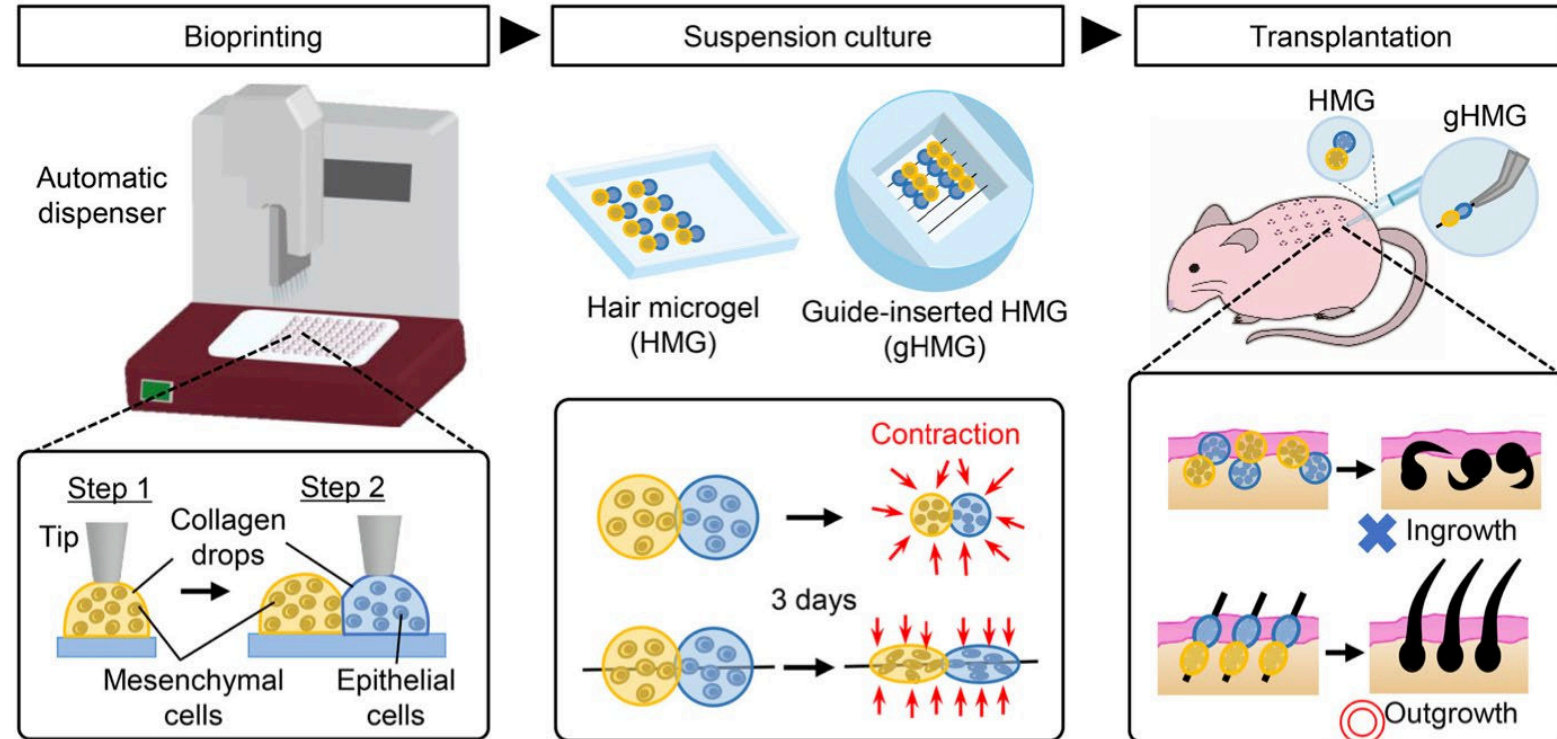 Bioprinting
Suspension culture
Transplantation
Automatic
dispenser
Hair microgel
(HMG)
Guide-inserted HMG
(gHMG)
HMG
gHMG
Step 1
Step 2
Tip
Collagen
drops
Mesenchymal
cells
Epithelial
cells
Contraction
3 days
Ingrowth
Outgrowth